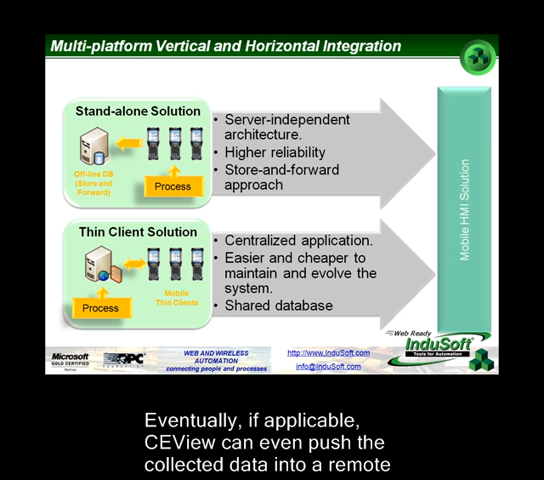 Multi-platform Vertical and Horizontal Integration
Stand-alone Solution
Off-line DB
(Store and
Forward)
Process
• Server-independent
architecture.
• Higher reliability
• Store-and-forward
approach
Thin Client Solution
Mobile
Thin Clients
Process
• Centralized application.
• Easier and cheaper to
maintain and evolve the
system.
• Shared database
Mobile HMI Solution
Microsoft
GOLD CERTIFIED
Partner
OPC
WEB AND WIRELESS
AUTOMATION
connecting people and processes
http://www.InduSoft.com
info@InduSoft.com
Web Ready
InduSoft
Tools for Automation
Eventually, if applicable,
CEView can even push the
collected data into a remote